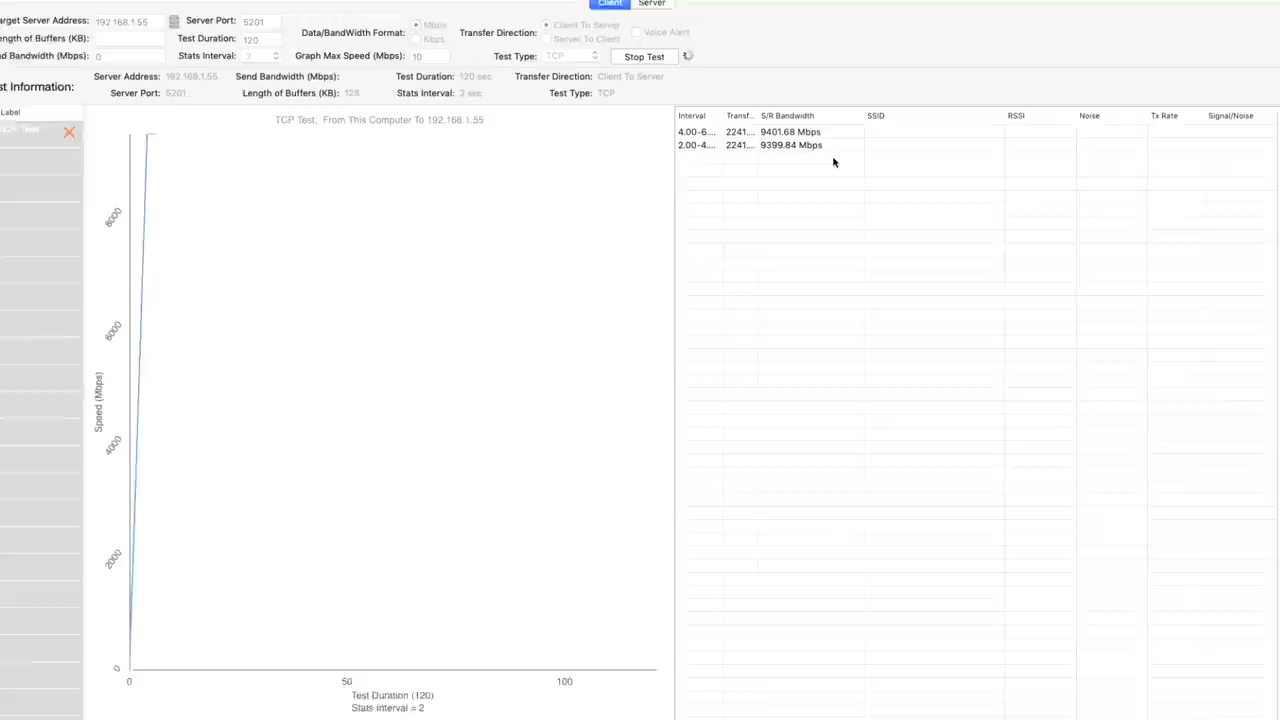 Client Server
arget Server Address: 192.168.1.55 Server Port: 5201
ength of Buffers (KB): Test Duration: 120 Data/BandWidth Format: Mbps Kbps Transfer Direction: Client To Server Server To Client Voice Alert
d Bandwidth (Mbps): 0 Stats Interval: 2 Graph Max Speed (Mbps): 10 Test Type: TCP Stop Test
st Information: Server Address: 192.168.1.55 Send Bandwidth (Mbps): Test Duration: 120 sec Transfer Direction: Client To Server
Server Port: 5201 Length of Buffers (KB): 128 Stats Interval: 2 sec Test Type: TCP
Label
TCP Test
TCP Test, From This Computer To 192.168.1.55
Interval Transf... S/R Bandwidth SSID RSSI Noise Tx Rate Signal/Noise
4.00-6.... 2241.... 9401.68 Mbps
2.00-4.... 2241.... 9399.84 Mbps
8000
6000
Speed (Mbps)
4000
2000
0
0 50 100
Test Duration (120)
Stats Interval = 2